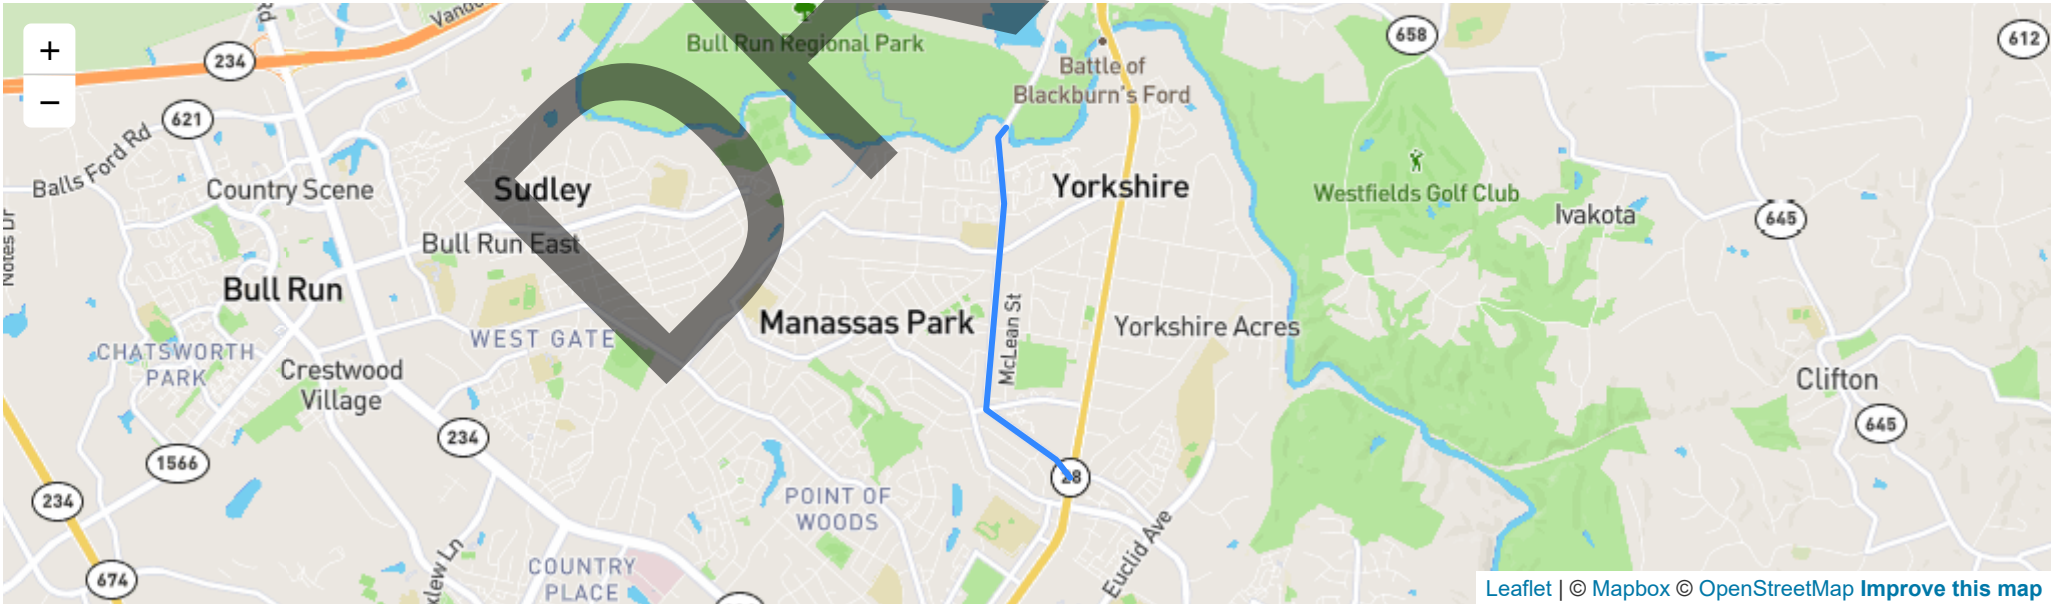 +
−
234
621
Balls Ford Rd
Country Scene
Notes Dr
Bull Run
CHATSWORTH
PARK
Crestwood
Village
1566
234
674
234
Sudley
Bull Run East
WEST GATE
COUNTRY
PLACE
Bull Run Regional Park
Battle of
Blackburn's Ford
Yorkshire
Manassas Park
McLean St
Yorkshire Acres
28
POINT OF
WOODS
Euclid Ave
658
612
Westfields Golf Club
Ivakota
645
Clifton
645
Leaflet | © Mapbox © OpenStreetMap Improve this map